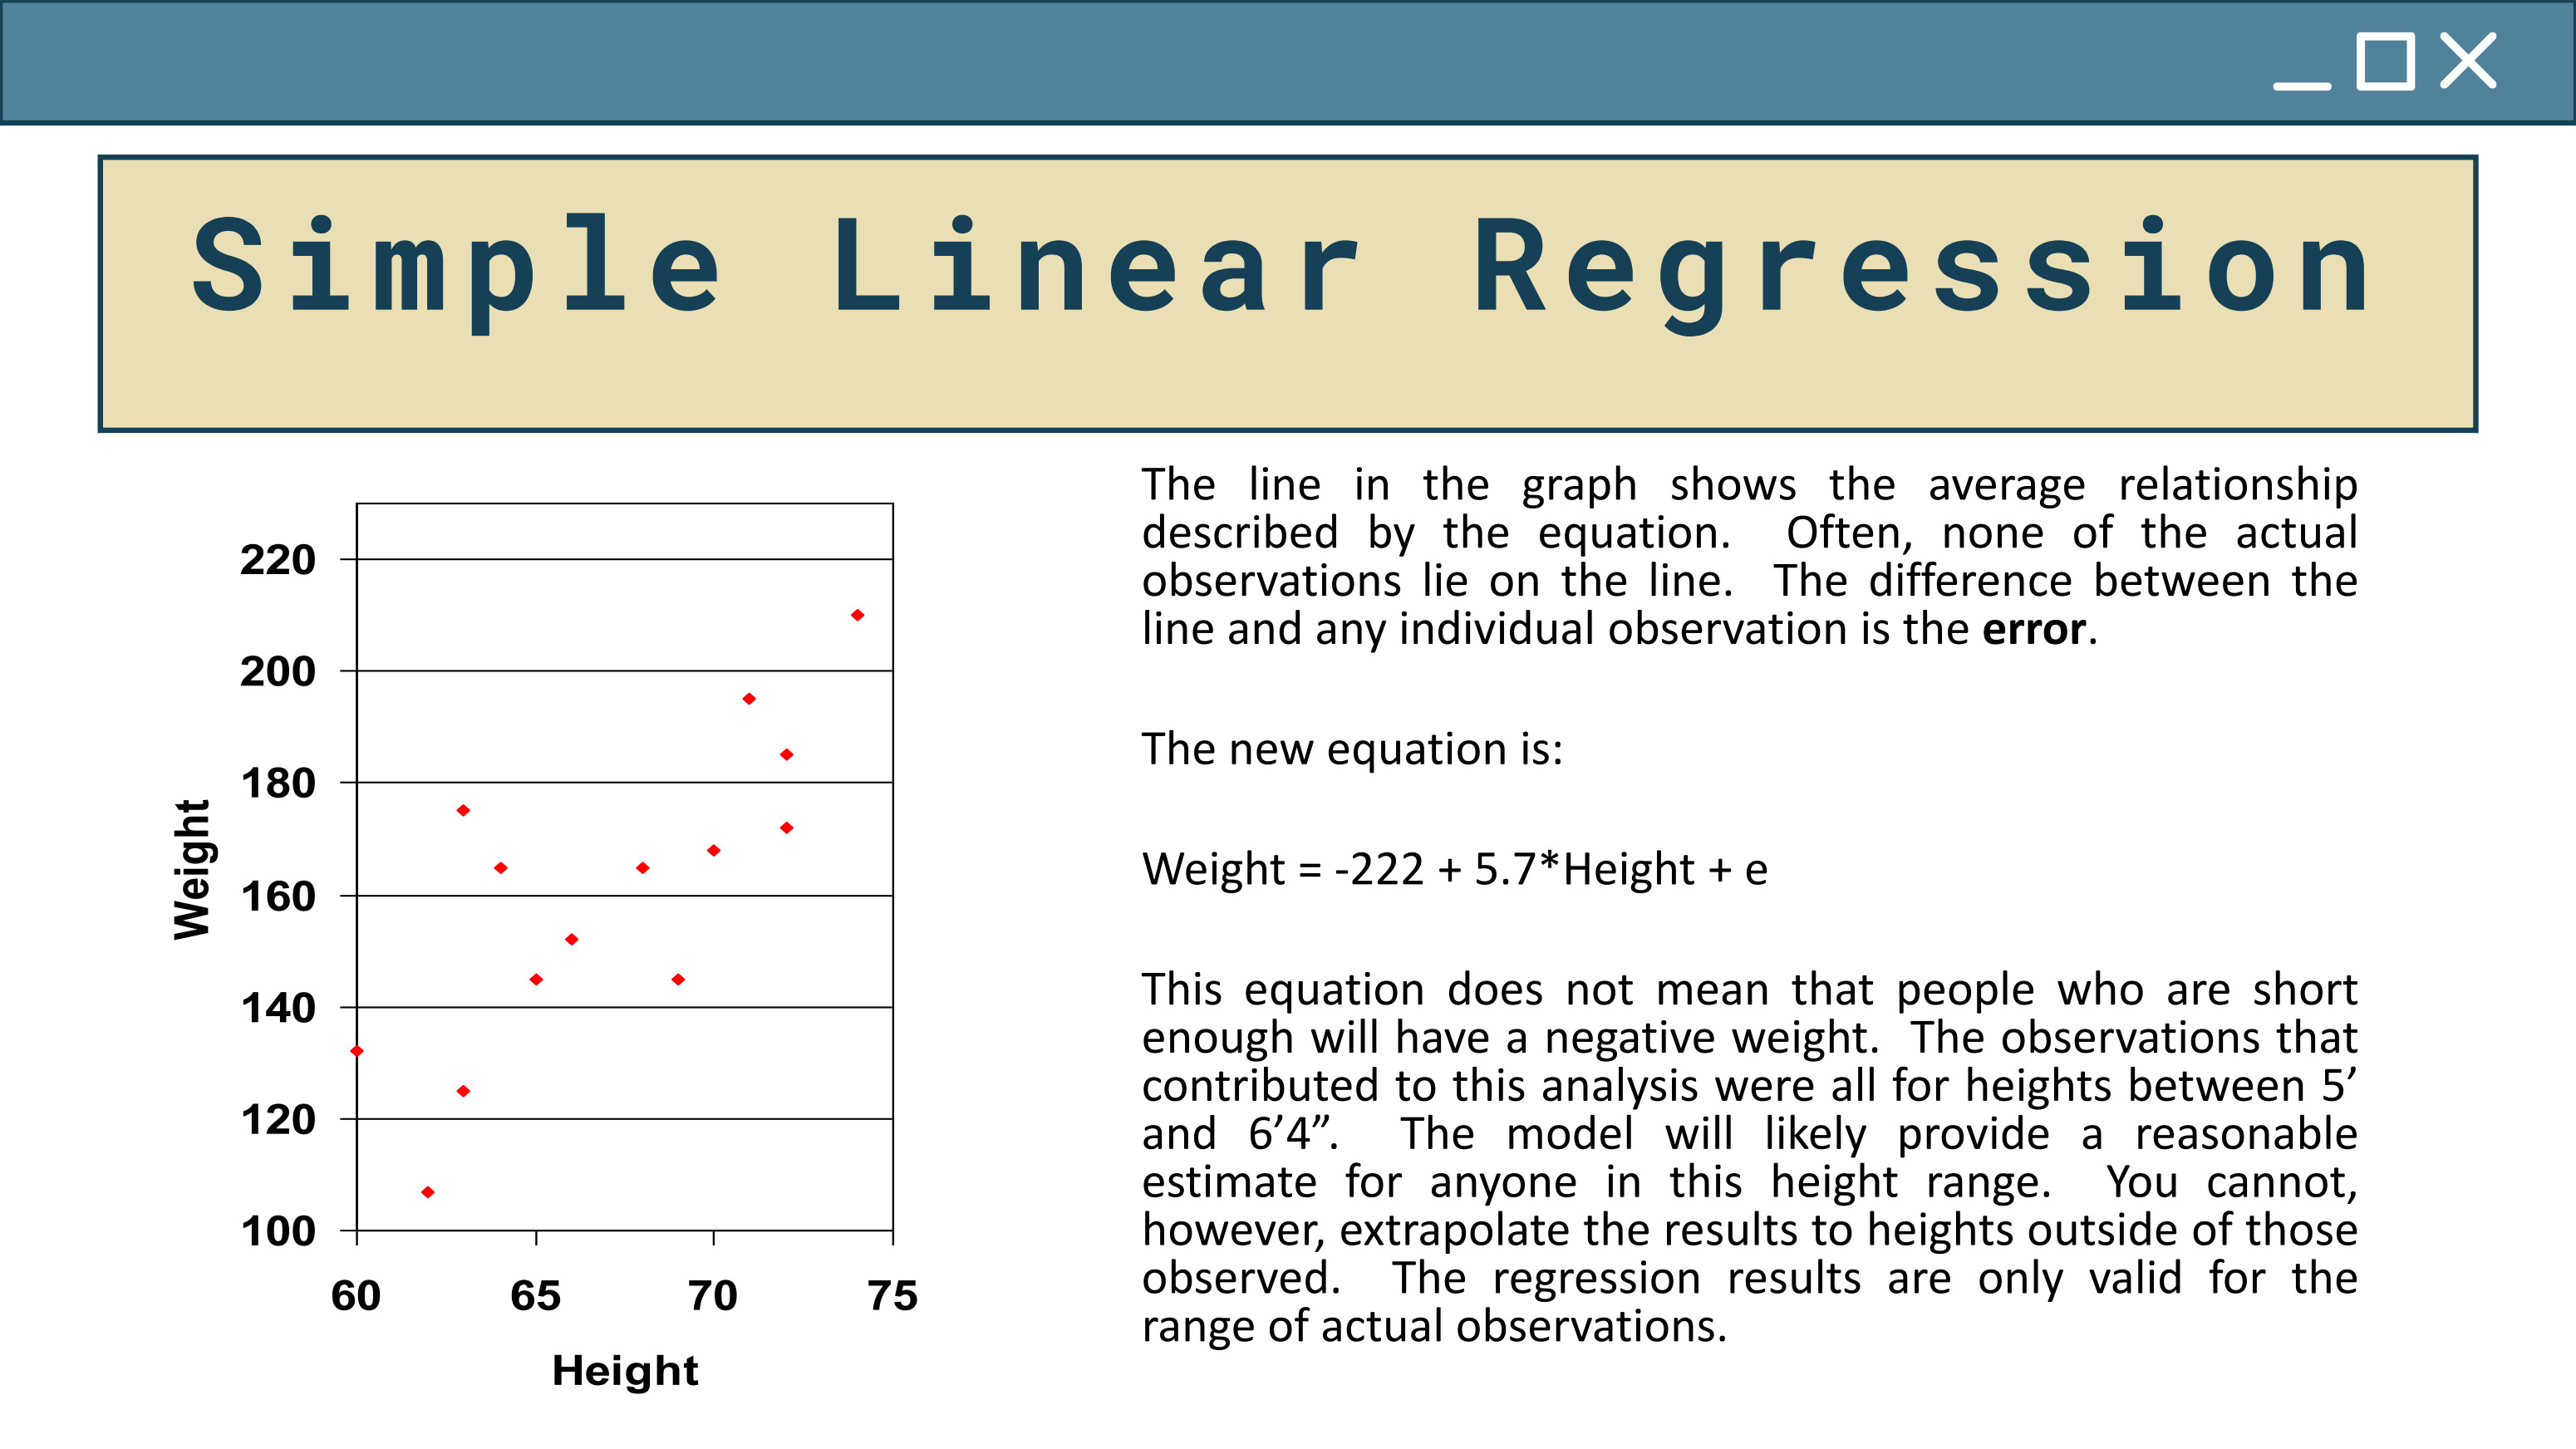 Simple Linear Regression
220
200
180
160
140
120
100
Weight
60 65 70 75
Height
The line in the graph shows the average relationship
described by the equation. Often, none of the actual
observations lie on the line. The difference between the
line and any individual observation is the error.
The new equation is:
Weight = -222 + 5.7*Height + e
This equation does not mean that people who are short
enough will have a negative weight. The observations that
contributed to this analysis were all for heights between 5’
and 6’4”. The model will likely provide a reasonable
estimate for anyone in this height range. You cannot,
however, extrapolate the results to heights outside of those
observed. The regression results are only valid for the
range of actual observations.